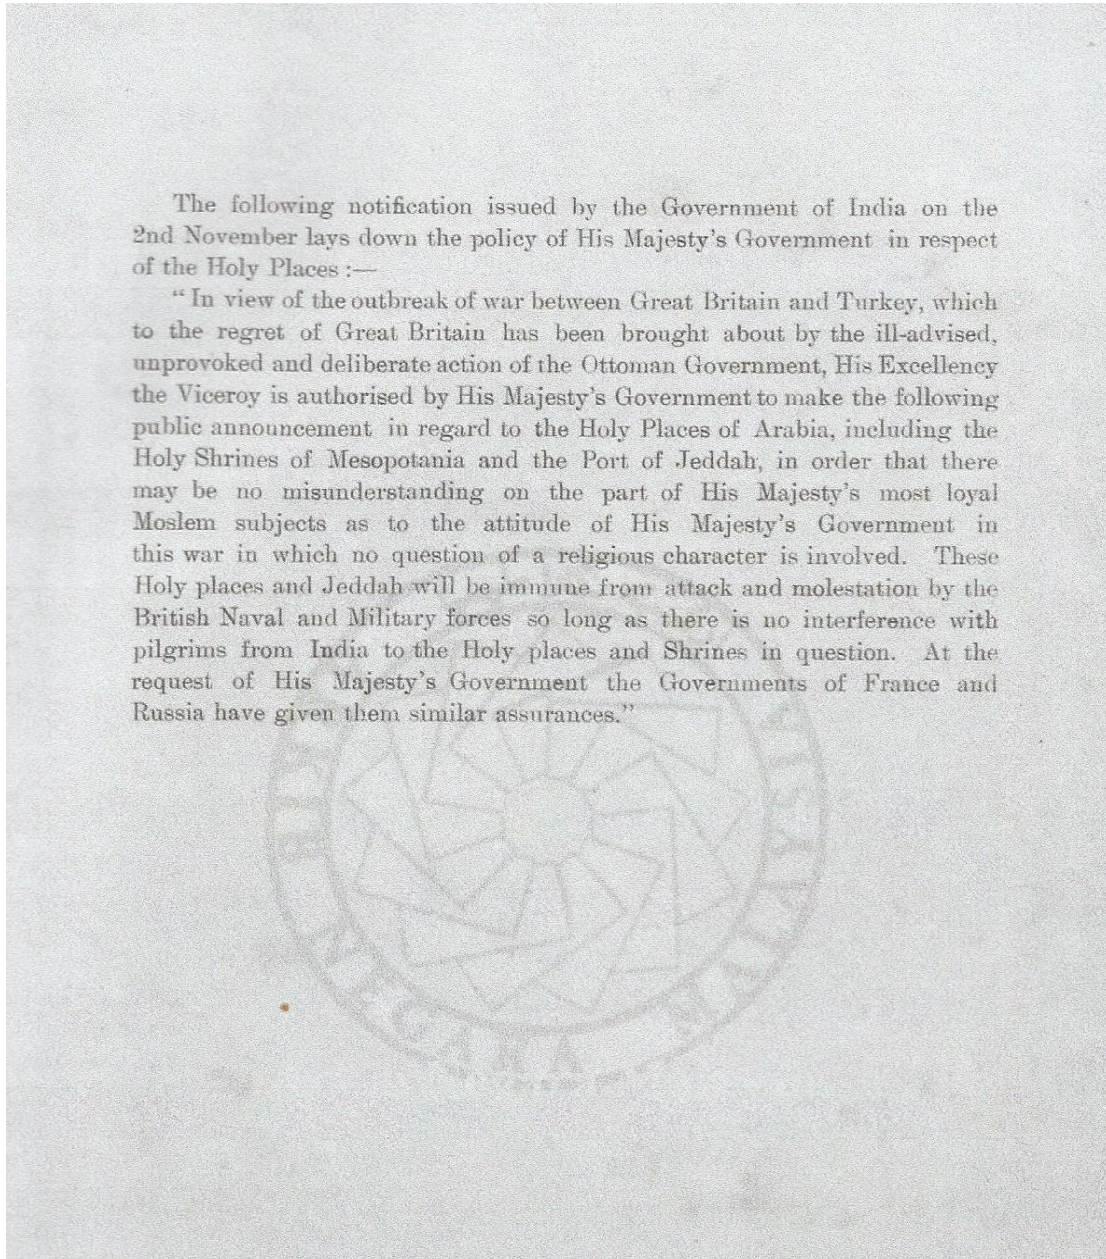 The following notification issued by the Government of India on the
2nd November lays down the policy of His Majesty's Government in respect
of the Holy Places :—
“ In view of the outbreak of war between Great Britain and Turkey, which
to the regret of Great Britain has been brought about by the ill-advised,
unprovoked and deliberate action of the Ottoman Government, His Excellency
the Viceroy is authorised by His Majesty's Government to make the following
public announcement in regard to the Holy Places of Arabia, including the
Holy Shrines of Mesopotania and the Port of Jeddah, in order that there
may be no misunderstanding on the part of His Majesty's most loyal
Moslem subjects as to the attitude of His Majesty's Government in
this war in which no question of a religious character is involved. These
Holy places and Jeddah will be immune from attack and molestation by the
British Naval and Military forces so long as there is no interference with
pilgrims from India to the Holy places and Shrines in question. At the
request of His Majesty's Government the Governments of France and
Russia have given them similar assurances.”
NEGARA MALAYSIA